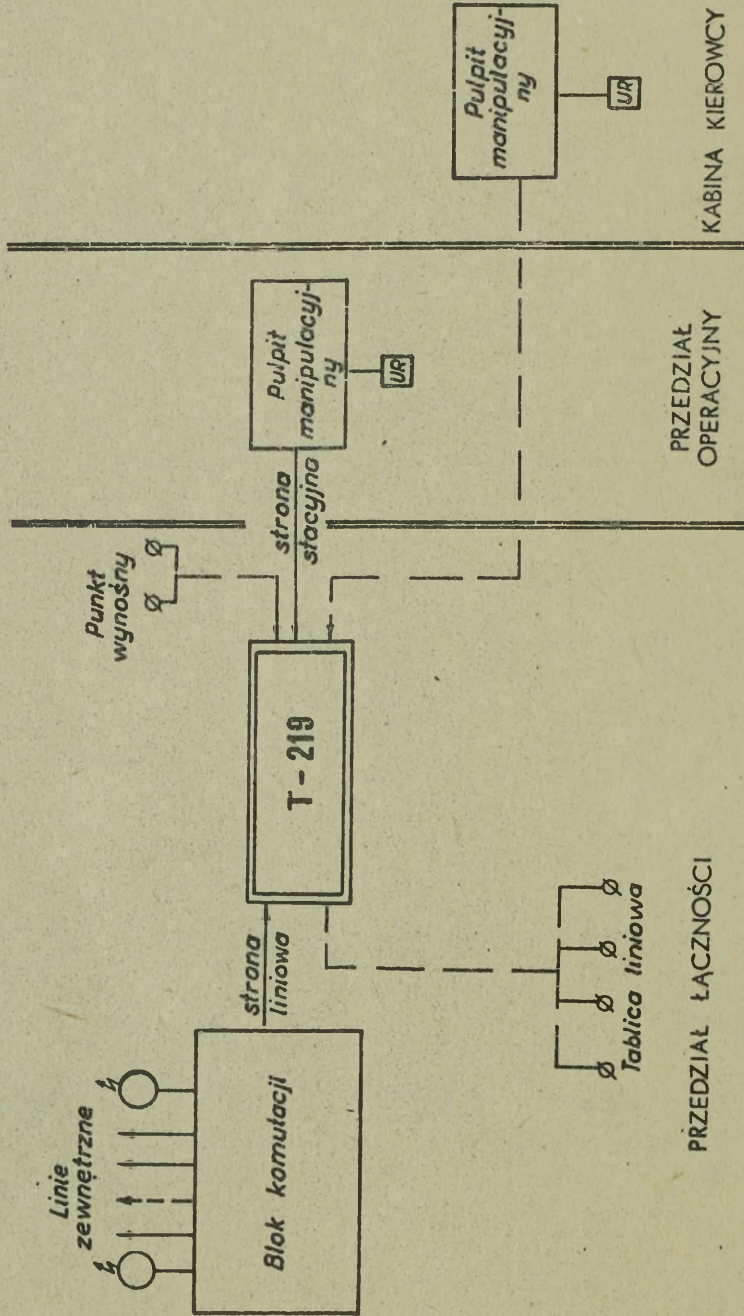 Linie
zewnętrzne
Blok komutacji
strona
liniowa
T-219
Punkt
wynośny
strona
stacyjna
Pulpit
manipulacyj-
ny
UR
Pulpit
manipulacyj-
ny
UR
Tablica liniowa
PRZEDZIAŁ ŁĄCZNOŚCI
PRZEDZIAŁ
OPERACYJNY
KABINA KIEROWCY